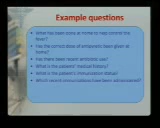 Example questions
• What has been done at home to help control the
fever?
• Has the correct dose of antipyretic been given at
home?
• Has there been recent antibiotic use?
• What is the patients' medical history?
• What is the patient's immunization status?
• Which recent immunizations have been administered?